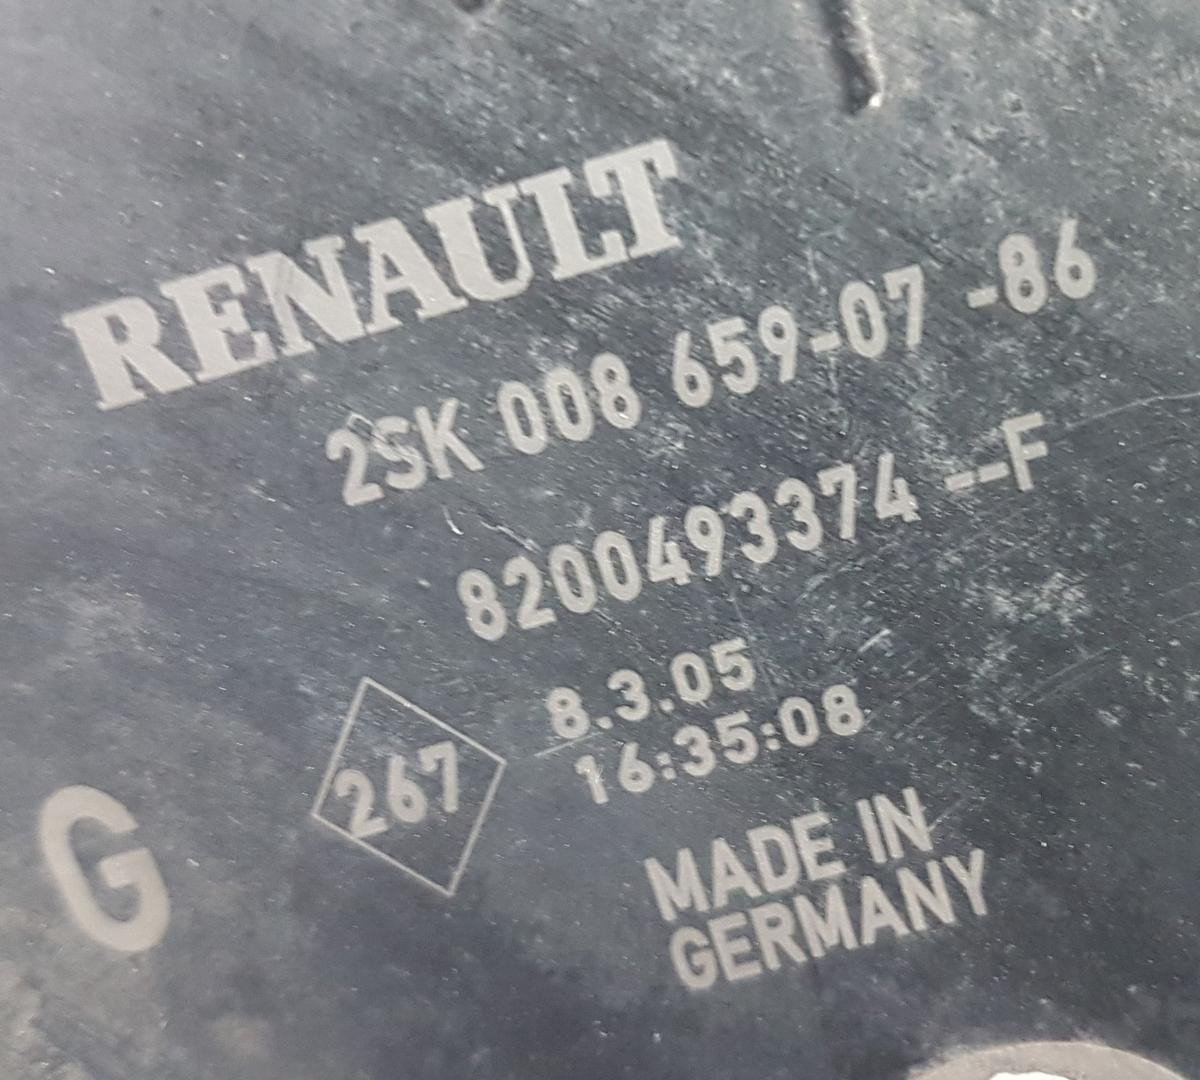 RENAULT
2SK 008 659-07 -86
8200493374 --F
8.3.05
16:35:08
267
G
MADE IN
GERMANY